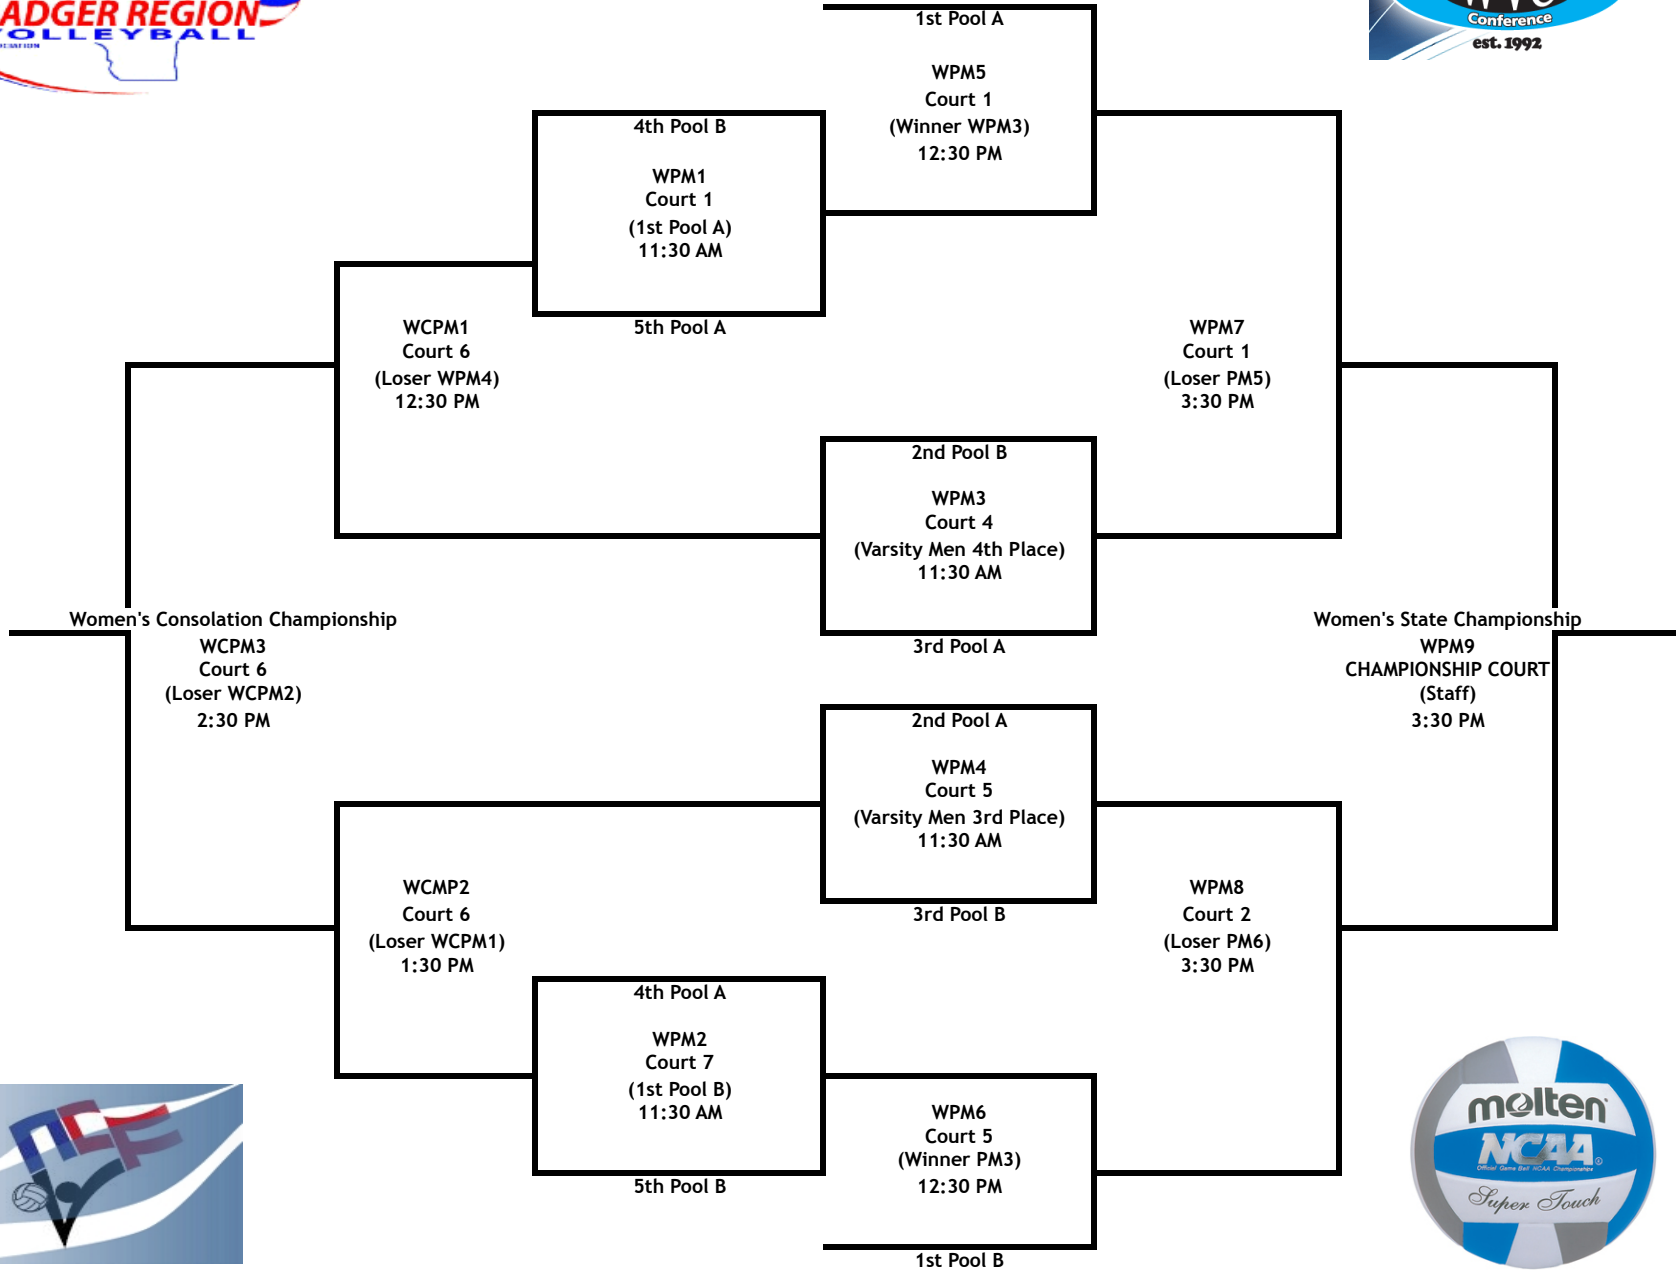 ADGER REGION
OLLEYBALL
Conference
est. 1992
1st Pool A
WPM5
Court 1
(Winner WPM3)
12:30 PM
4th Pool B
WPM1
Court 1
(1st Pool A)
11:30 AM
5th Pool A
WCPM1
Court 6
(Loser WPM4)
12:30 PM
WPM7
Court 1
(Loser PM5)
3:30 PM
2nd Pool B
WPM3
Court 4
(Varsity Men 4th Place)
11:30 AM
3rd Pool A
Women's Consolation Championship
WCPM3
Court 6
(Loser WCPM2)
2:30 PM
Women's State Championship
WPM9
CHAMPIONSHIP COURT
(Staff)
3:30 PM
2nd Pool A
WPM4
Court 5
(Varsity Men 3rd Place)
11:30 AM
3rd Pool B
WCMP2
Court 6
(Loser WCPM1)
1:30 PM
WPM8
Court 2
(Loser PM6)
3:30 PM
4th Pool A
WPM2
Court 7
(1st Pool B)
11:30 AM
5th Pool B
WPM6
Court 5
(Winner PM3)
12:30 PM
1st Pool B
NCF
molten
NCAA
Official Game Ball NCAA Championships
Super Touch